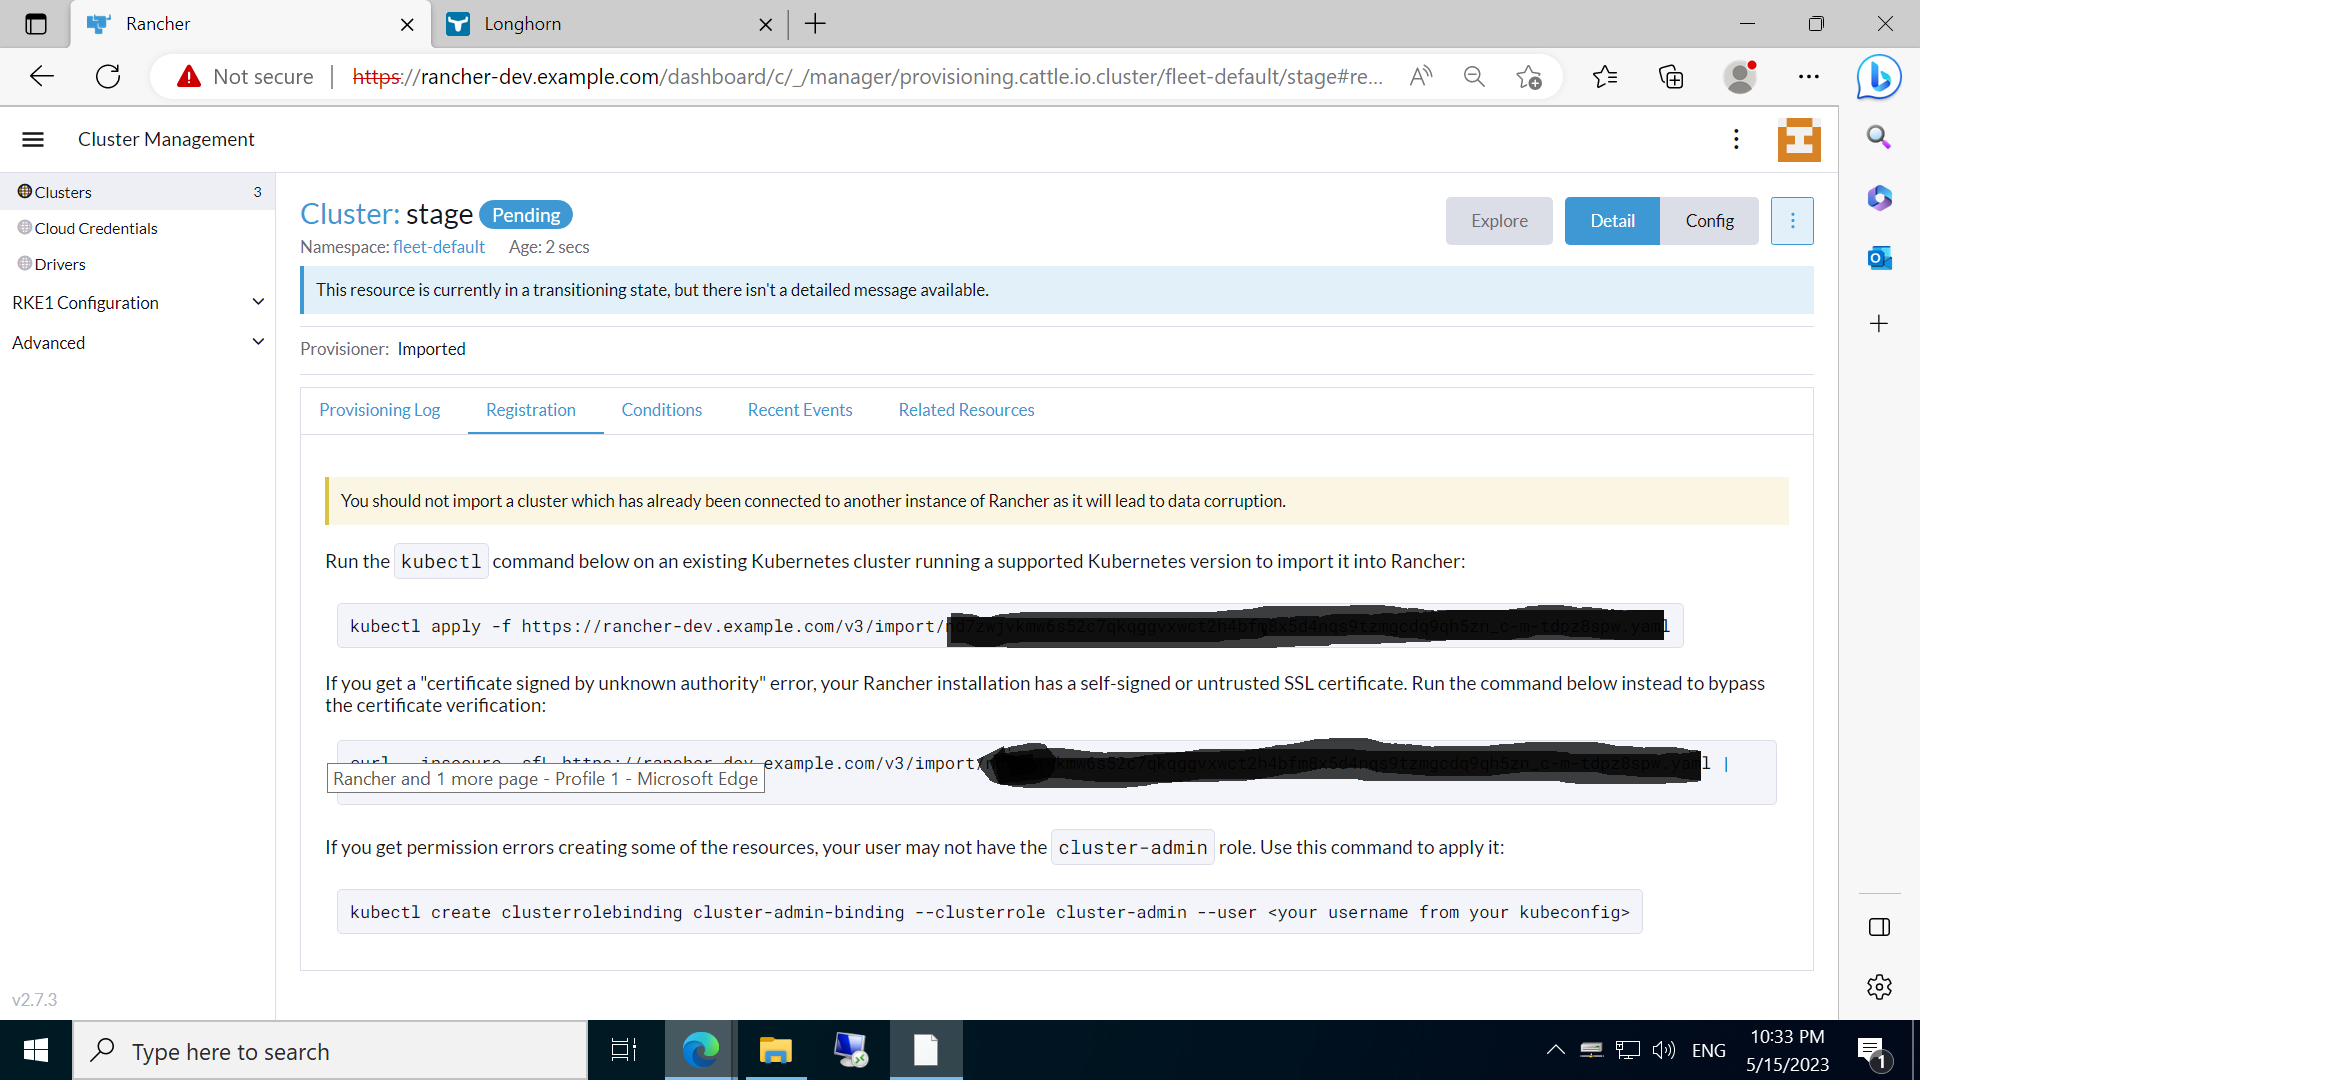 Rancher
Longhorn
Not secure
https://rancher-dev.example.com/dashboard/c/_/manager/provisioning.cattle.io.cluster/fleet-default/stage#re...
Cluster Management
Clusters 3
Cloud Credentials
Drivers
RKE1 Configuration
Advanced
v2.7.3
Cluster: stage Pending
Namespace: fleet-default Age: 2 secs
Explore
Detail
Config
This resource is currently in a transitioning state, but there isn't a detailed message available.
Provisioner: Imported
Provisioning Log
Registration
Conditions
Recent Events
Related Resources
You should not import a cluster which has already been connected to another instance of Rancher as it will lead to data corruption.
Run the kubectl command below on an existing Kubernetes cluster running a supported Kubernetes version to import it into Rancher:
kubectl apply -f https://rancher-dev.example.com/v3/import/
If you get a "certificate signed by unknown authority" error, your Rancher installation has a self-signed or untrusted SSL certificate. Run the command below instead to bypass
the certificate verification:
curl --insecure -sfL https://rancher-dev.example.com/v3/import/ |
Rancher and 1 more page - Profile 1 - Microsoft Edge
If you get permission errors creating some of the resources, your user may not have the cluster-admin role. Use this command to apply it:
kubectl create clusterrolebinding cluster-admin-binding --clusterrole cluster-admin --user <your username from your kubeconfig>
Type here to search
ENG
10:33 PM
5/15/2023
1